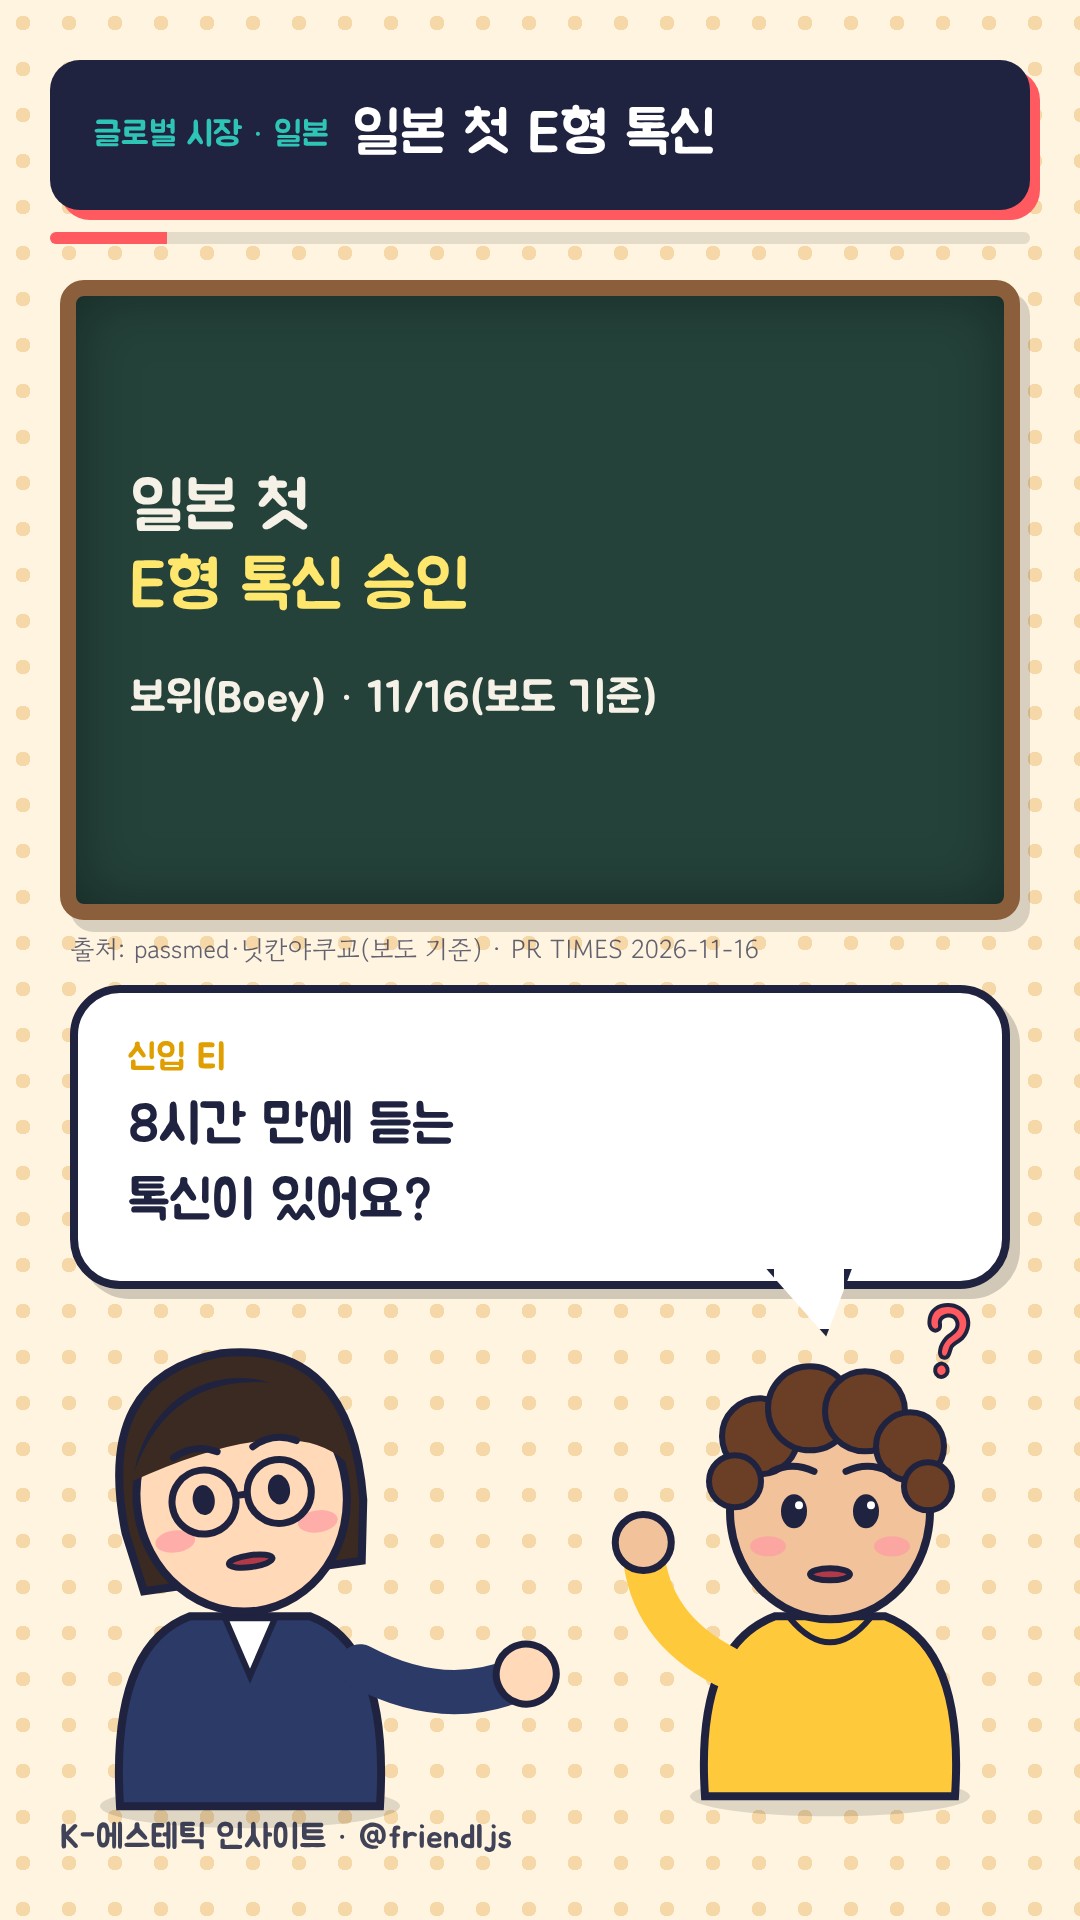 글로벌 시장 · 일본 일본 첫 E형 톡신
일본 첫
E형 톡신 승인
보위(Boey) · 11/16(보도 기준)
출처: passmed·닛칸야쿠교(보도 기준) · PR TIMES 2026-11-16
신입 티
8시간 만에 듣는
톡신이 있어요?
?
K-에스테틱 인사이트 · @friendljs